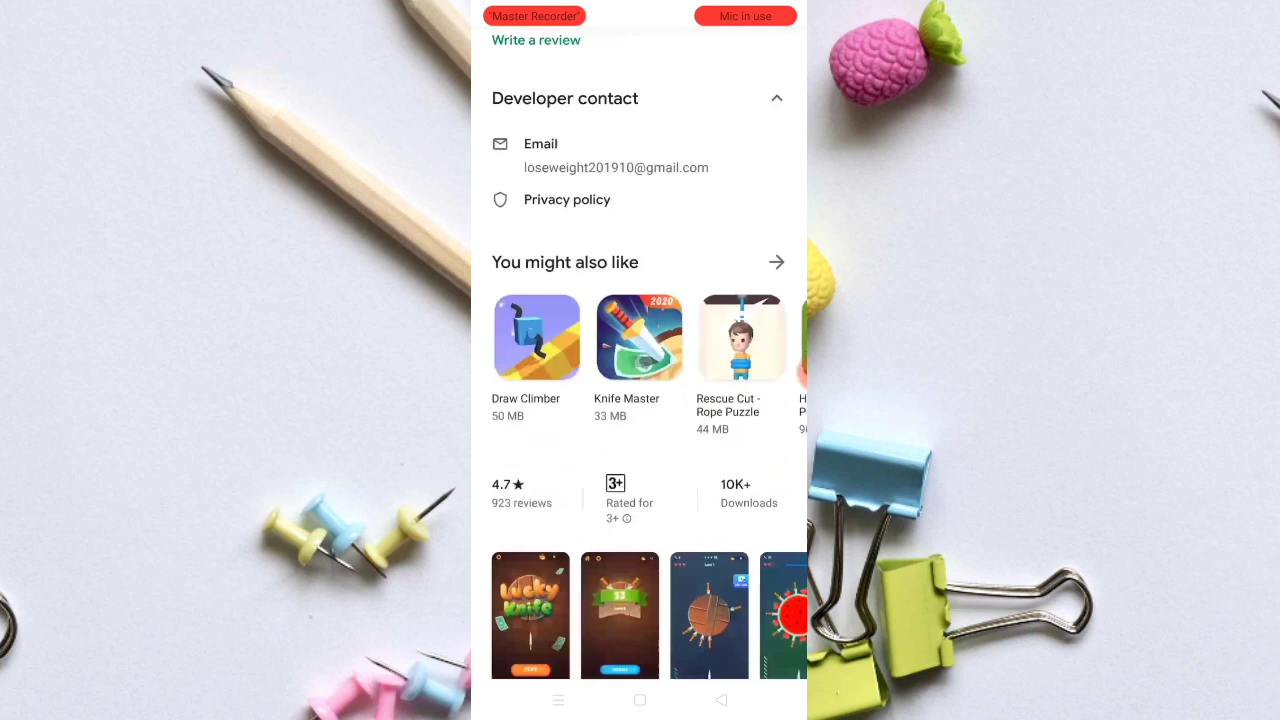 "Master Recorder"
Mic in use
Write a review
Developer contact
Email
loseweight201910@gmail.com
Privacy policy
You might also like
2020
Draw Climber
50 MB
Knife Master
33 MB
Rescue Cut -
Rope Puzzle
44 MB
H
P
4.7★
923 reviews
3+
Rated for
3+
10K+
Downloads
Lucky
Knife
PLAY
33